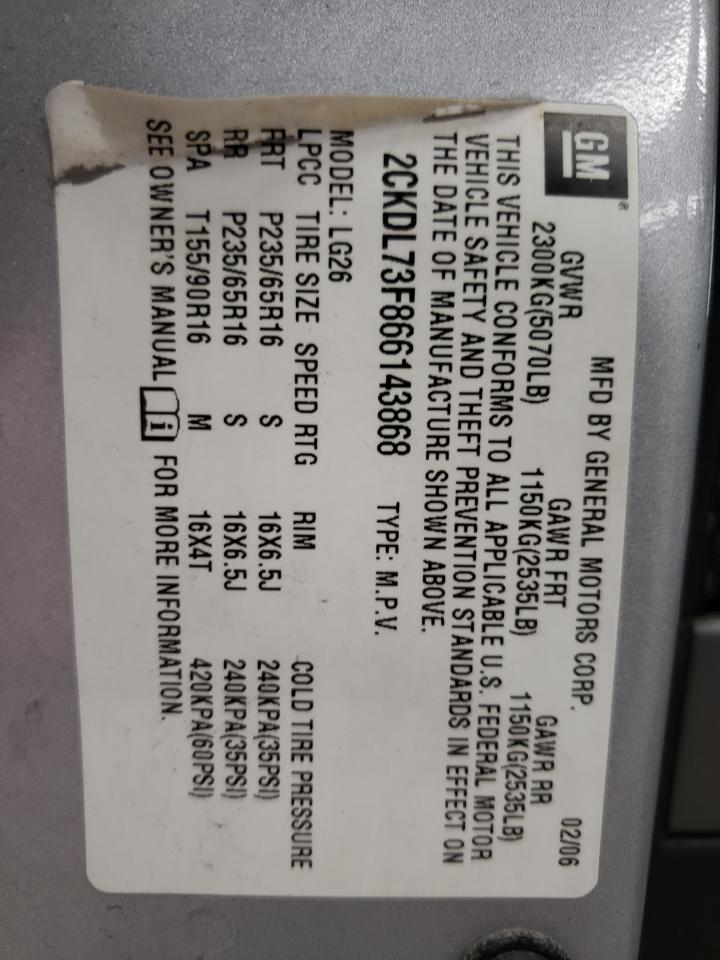 GM®
MFD BY GENERAL MOTORS CORP. 02/06
GVWR GAWR FRT GAWR RR
2300KG(5070LB) 1150KG(2535LB) 1150KG(2535LB)
THIS VEHICLE CONFORMS TO ALL APPLICABLE U.S. FEDERAL MOTOR
VEHICLE SAFETY AND THEFT PREVENTION STANDARDS IN EFFECT ON
THE DATE OF MANUFACTURE SHOWN ABOVE.
2CKDL73F866143868 TYPE: M.P.V.
MODEL: LG26
LPCC TIRE SIZE SPEED RTG RIM COLD TIRE PRESSURE
FRT P235/65R16 S 16X6.5J 240KPA(35PSI)
RR P235/65R16 S 16X6.5J 240KPA(35PSI)
SPA T155/90R16 M 16X4T 420KPA(60PSI)
SEE OWNER'S MANUAL i FOR MORE INFORMATION.